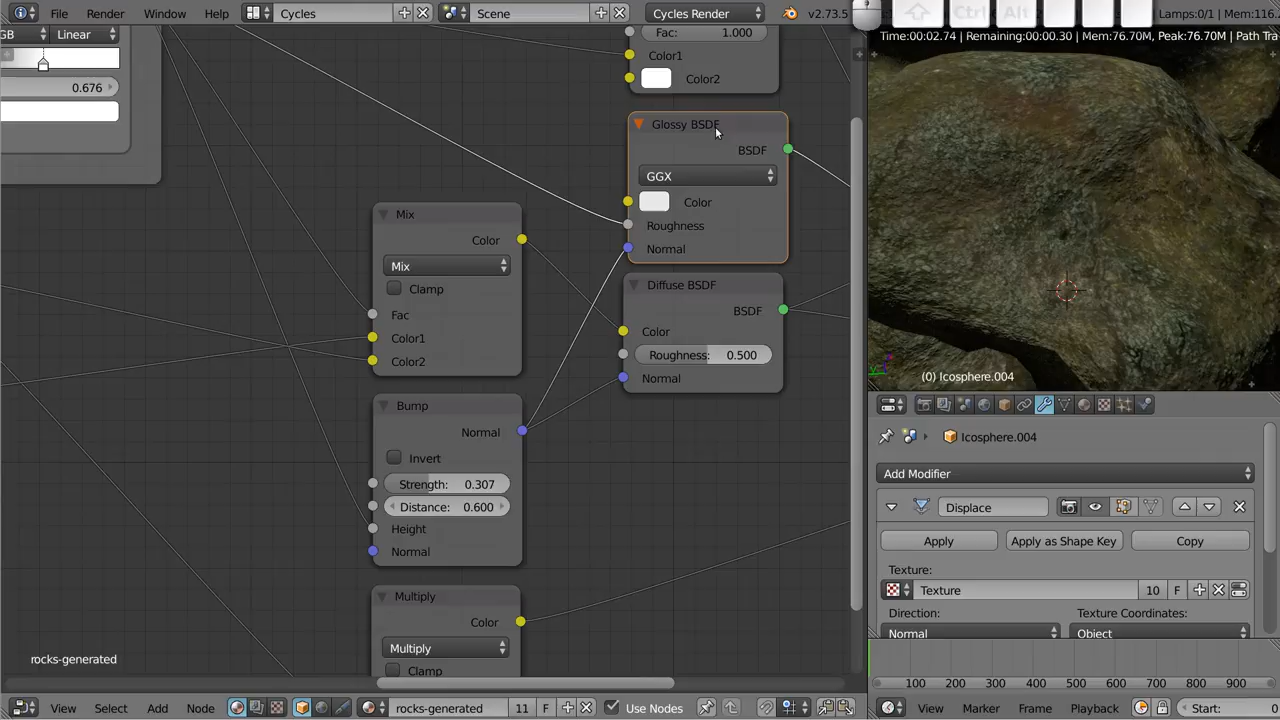 File Render Window Help Cycles Scene Cycles Render v2.73.5 Ctrl Alt Lamps:0/1 | Mem:116.
GB Linear
0.676
Time:00:02.74 | Remaining:00:00.30 | Mem:76.70M, Peak:76.70M | Path Tra
Fac: 1.000
Color1
Color2
Glossy BSDF
BSDF
GGX
Color
Roughness
Normal
Mix
Color
Mix
Clamp
Fac
Color1
Color2
Diffuse BSDF
BSDF
Color
Roughness: 0.500
Normal
Bump
Normal
Invert
Strength: 0.307
Distance: 0.600
Height
Normal
Multiply
Color
Multiply
Clamp
rocks-generated
(0) Icosphere.004
Icosphere.004
Add Modifier
Displace
Apply Apply as Shape Key Copy
Texture:
Texture 10 F
Direction: Texture Coordinates:
Normal Object
100 200 300 400 500 600 700 800 900
View Select Add Node rocks-generated 11 F Use Nodes
View Marker Frame Playback Start: 0